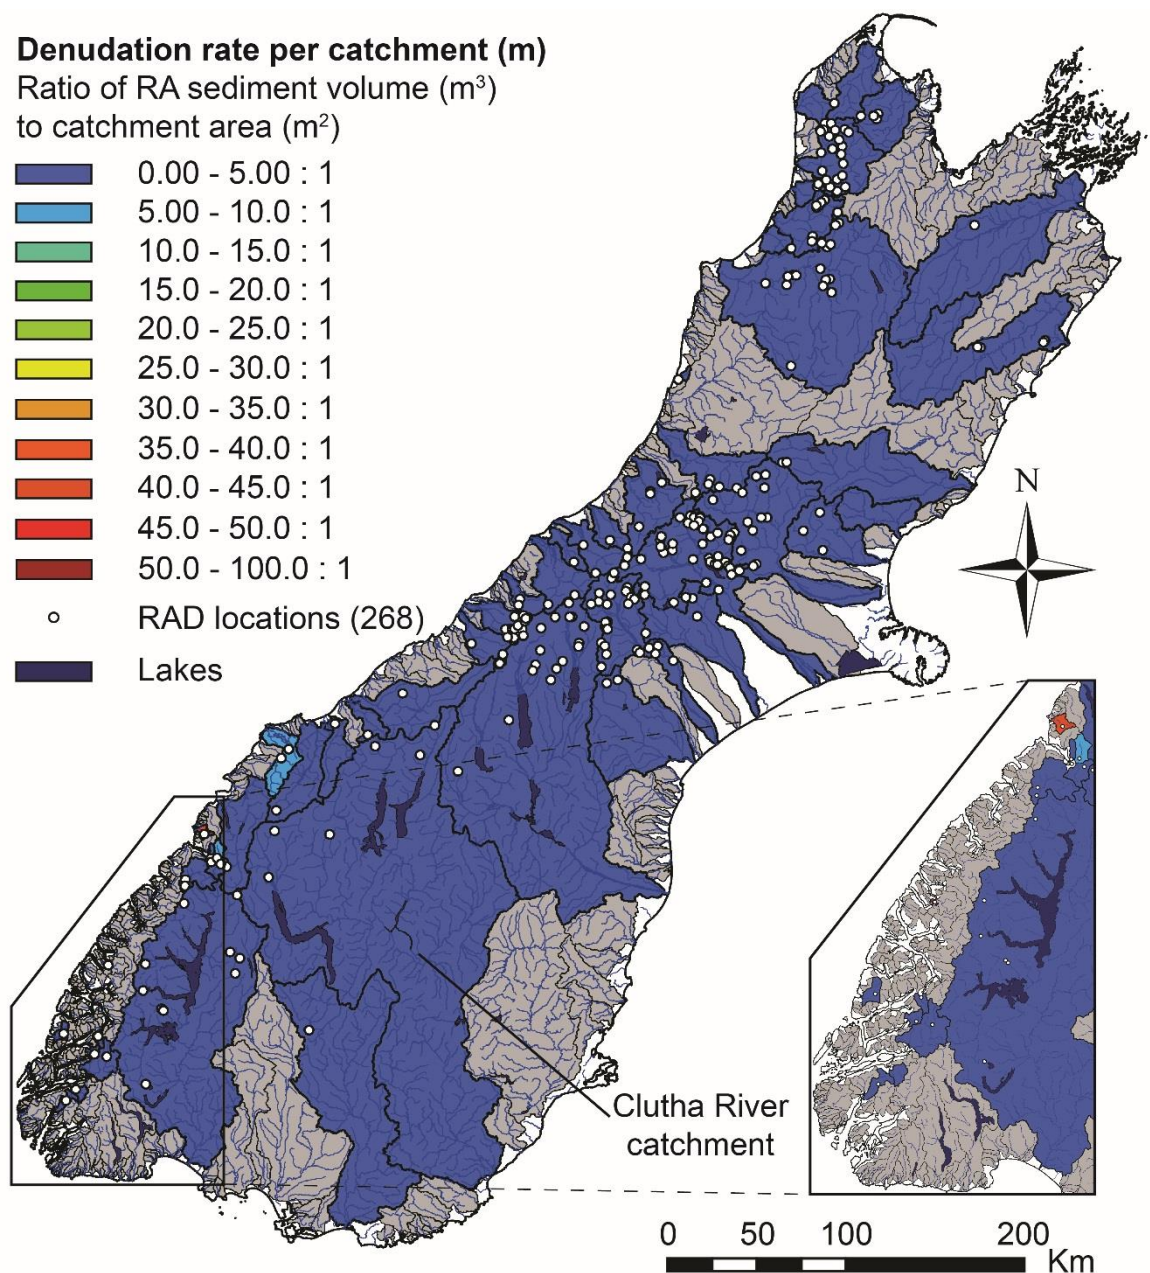 Denudation rate per catchment (m)
Ratio of RA sediment volume (m³)
to catchment area (m²)
0.00 - 5.00 : 1
5.00 - 10.0 : 1
10.0 - 15.0 : 1
15.0 - 20.0 : 1
20.0 - 25.0 : 1
25.0 - 30.0 : 1
30.0 - 35.0 : 1
35.0 - 40.0 : 1
40.0 - 45.0 : 1
45.0 - 50.0 : 1
50.0 - 100.0 : 1
RAD locations (268)
Lakes
N
Clutha River
catchment
0 50 100 200
Km